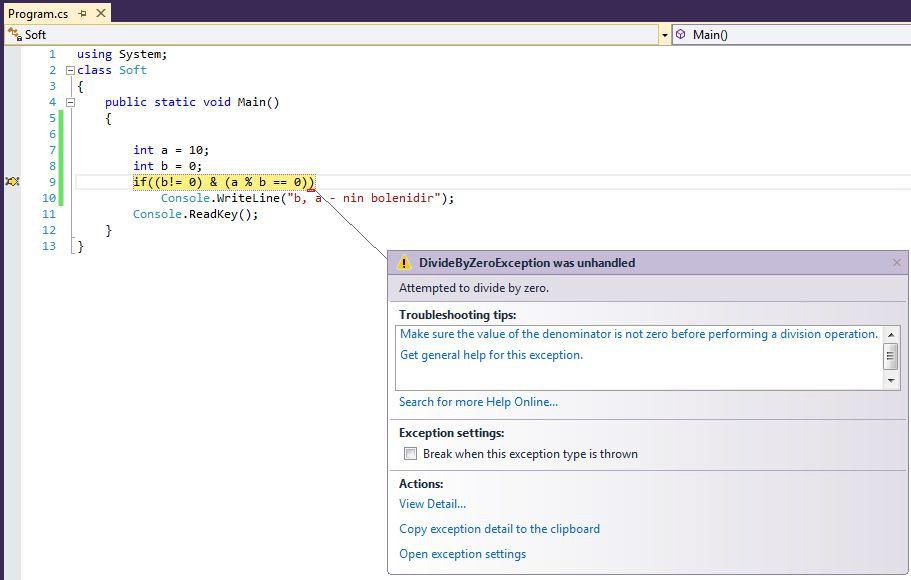 Program.cs
Soft Main()
1 using System;
2 class Soft
3 {
4 public static void Main()
5 {
6
7 int a = 10;
8 int b = 0;
9 if((b!= 0) & (a % b == 0))
10 Console.WriteLine("b, a - nin bolenidir");
11 Console.ReadKey();
12 }
13 }
DivideByZeroException was unhandled
Attempted to divide by zero.
Troubleshooting tips:
Make sure the value of the denominator is not zero before performing a division operation.
Get general help for this exception.
Search for more Help Online...
Exception settings:
Break when this exception type is thrown
Actions:
View Detail...
Copy exception detail to the clipboard
Open exception settings